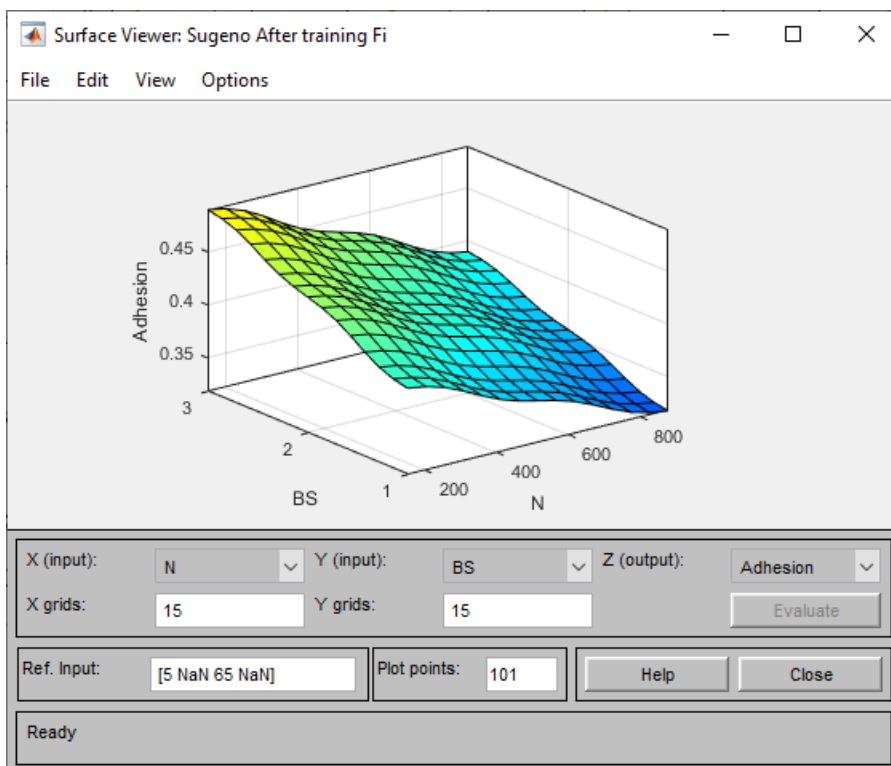 Surface Viewer: Sugeno After training Fi
File Edit View Options
0.45
0.4
0.35
Adhesion
3
2
1
BS
200
400
600
800
N
X (input): N Y (input): BS Z (output): Adhesion
X grids: 15 Y grids: 15 Evaluate
Ref. Input: [5 NaN 65 NaN] Plot points: 101 Help Close
Ready